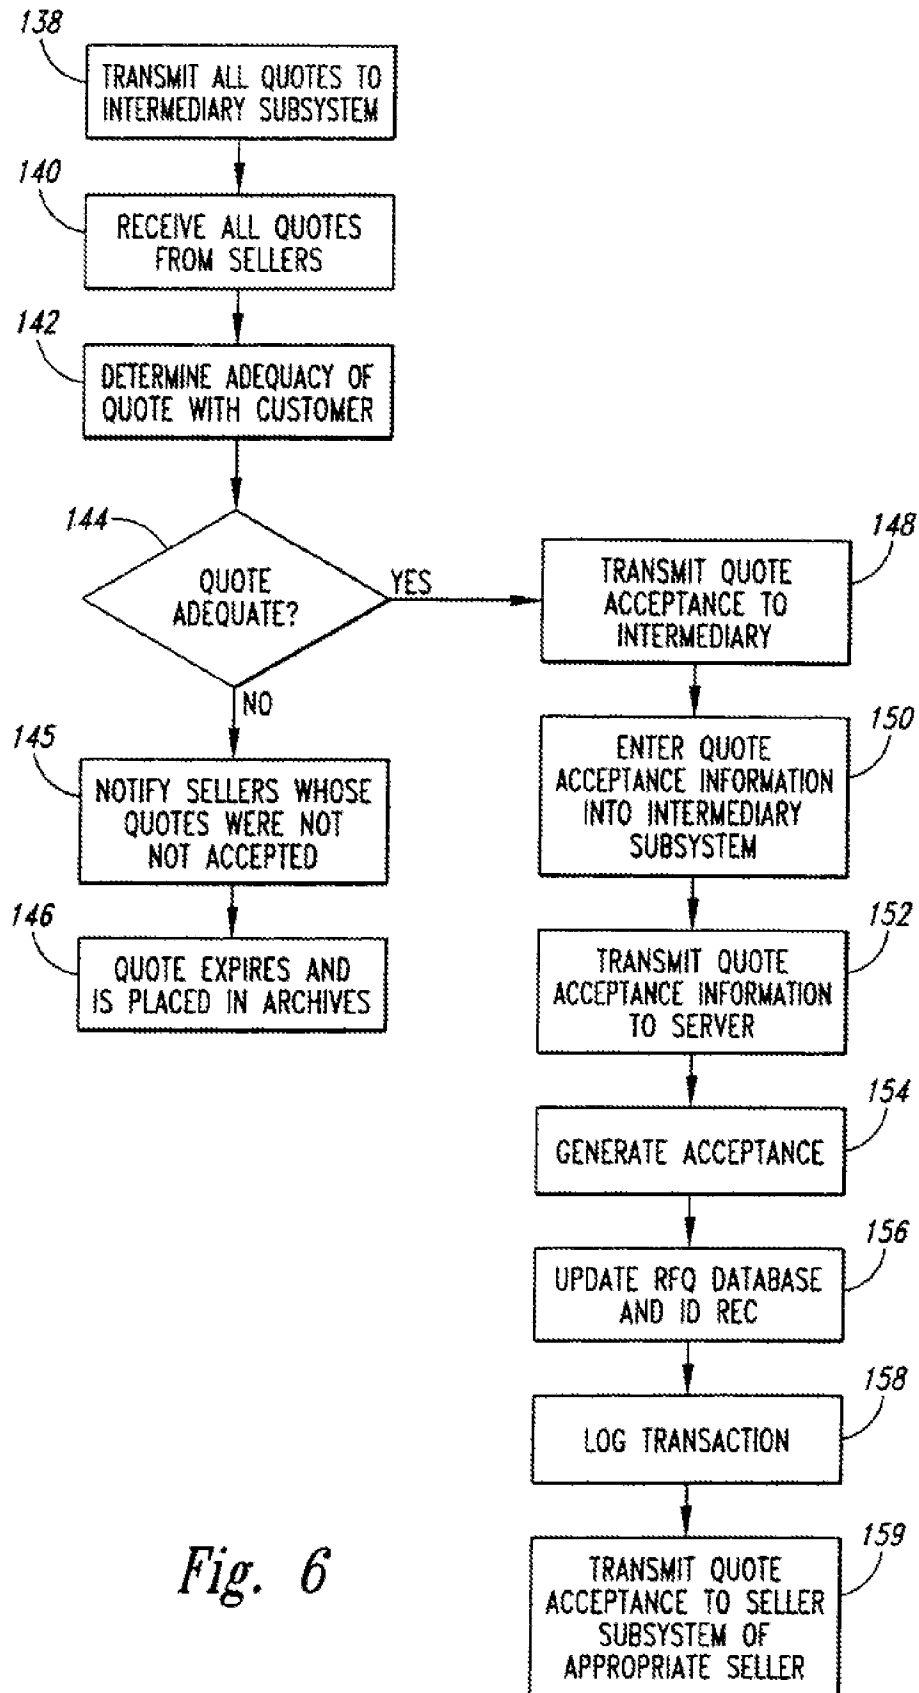 138
TRANSMIT ALL QUOTES TO
INTERMEDIARY SUBSYSTEM
140
RECEIVE ALL QUOTES
FROM SELLERS
142
DETERMINE ADEQUACY OF
QUOTE WITH CUSTOMER
144
QUOTE
ADEQUATE?
YES
NO
145
NOTIFY SELLERS WHOSE
QUOTES WERE NOT
NOT ACCEPTED
146
QUOTE EXPIRES AND
IS PLACED IN ARCHIVES
148
TRANSMIT QUOTE
ACCEPTANCE TO
INTERMEDIARY
150
ENTER QUOTE
ACCEPTANCE INFORMATION
INTO INTERMEDIARY
SUBSYSTEM
152
TRANSMIT QUOTE
ACCEPTANCE INFORMATION
TO SERVER
154
GENERATE ACCEPTANCE
156
UPDATE RFQ DATABASE
AND ID REC
158
LOG TRANSACTION
159
TRANSMIT QUOTE
ACCEPTANCE TO SELLER
SUBSYSTEM OF
APPROPRIATE SELLER
Fig. 6